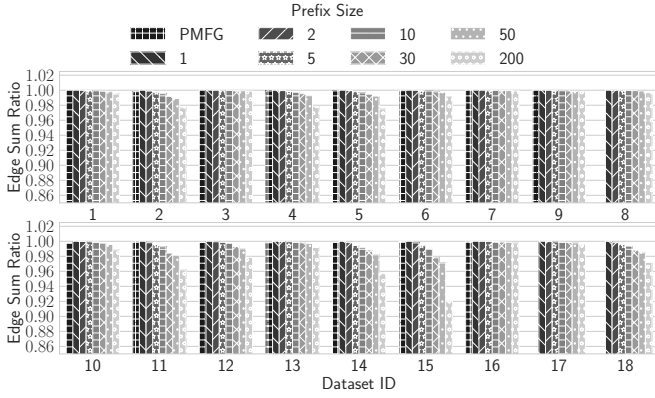 Prefix Size
PMFG 2 10 50
1 5 30 200
Edge Sum Ratio
1.02
1.00
0.98
0.96
0.94
0.92
0.90
0.88
0.86
1 2 3 4 5 6 7 9 8
Edge Sum Ratio
1.02
1.00
0.98
0.96
0.94
0.92
0.90
0.88
0.86
10 11 12 13 14 15 16 17 18
Dataset ID